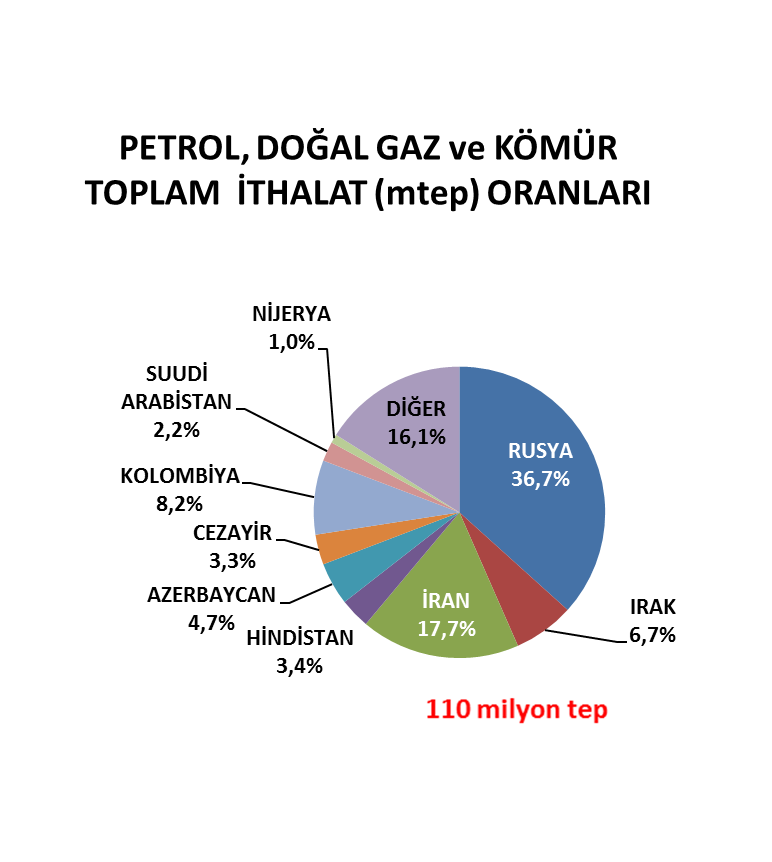 PETROL, DOĞAL GAZ ve KÖMÜR
TOPLAM İTHALAT (mtep) ORANLARI
NİJERYA
1,0%
SUUDİ
ARABİSTAN
2,2%
DİĞER
16,1%
RUSYA
36,7%
KOLOMBİYA
8,2%
CEZAYİR
3,3%
AZERBAYCAN
4,7%
HİNDİSTAN
3,4%
İRAN
17,7%
IRAK
6,7%
110 milyon tep